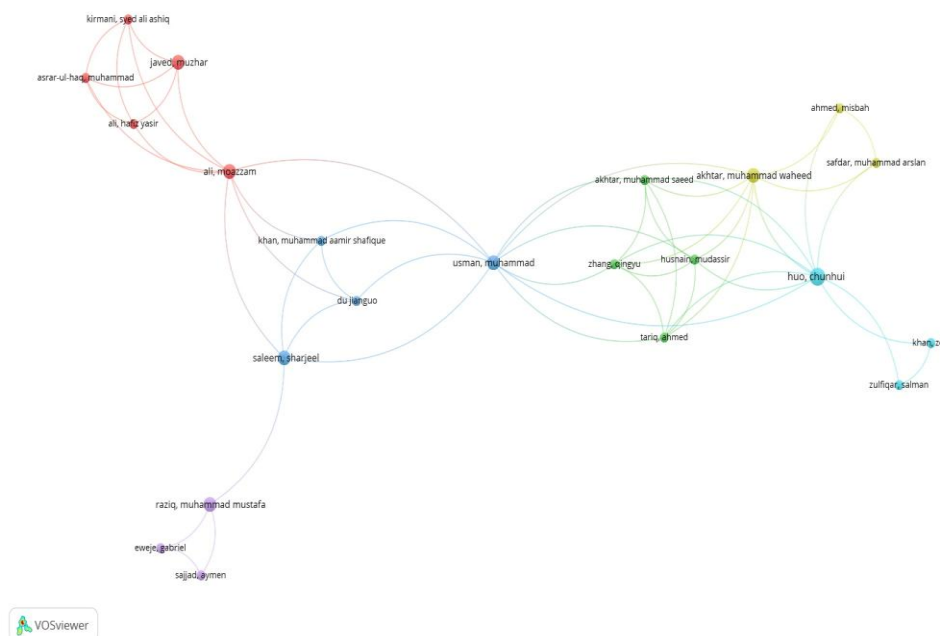 kirmani, syed ali ashiq
javed, muzhar
asrar-ul-haq, muhammad
ali, hafiz yasir
ali, moazzam
khan, muhammad aamir shafique
du jianguo
saleem, sharjeel
usman, muhammad
akhtar, muhammad saeed
akhtar, muhammad waheed
ahmed, misbah
safdar, muhammad arslan
zhang, qingyu
husnain, mudassir
huo, chunhui
tariq, ahmed
khan, z
zulfiqar, salman
raziq, muhammad mustafa
eweje, gabriel
sajjad, aymen
VOSviewer